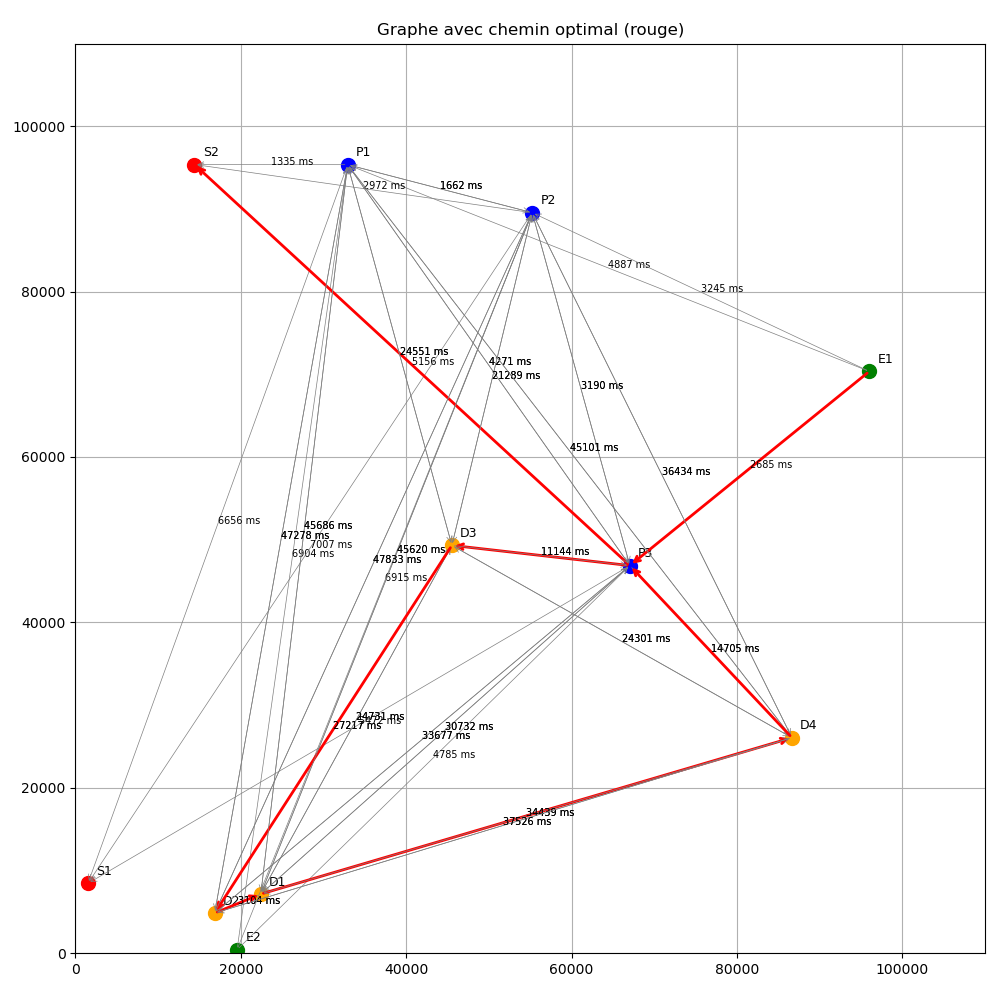 Graphe avec chemin optimal (rouge)
S2
P1
1335 ms
2972 ms
1662 ms
P2
4887 ms
3245 ms
E1
24551 ms
5156 ms
4271 ms
21289 ms
3190 ms
45101 ms
36434 ms
2685 ms
6656 ms
45686 ms
47278 ms
7007 ms
6904 ms
D3
45620 ms
47833 ms
6915 ms
11144 ms
P3
24301 ms
14705 ms
D4
27217 ms
30732 ms
33677 ms
4785 ms
34439 ms
37526 ms
S1
D1
D2
3104 ms
E2
0
20000
40000
60000
80000
100000
0
20000
40000
60000
80000
100000